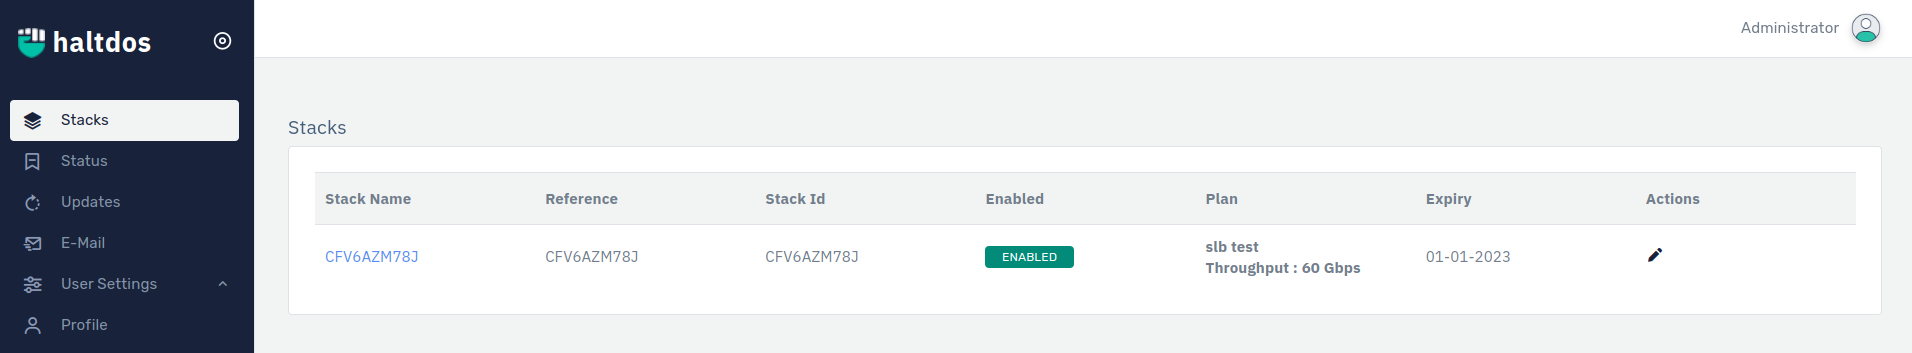 haltdos
Administrator
Stacks
Status
Updates
E-Mail
User Settings
Profile
Stacks
Stack Name Reference Stack Id Enabled Plan Expiry Actions
CFV6AZM78J CFV6AZM78J CFV6AZM78J ENABLED slb test 01-01-2023
Throughput : 60 Gbps